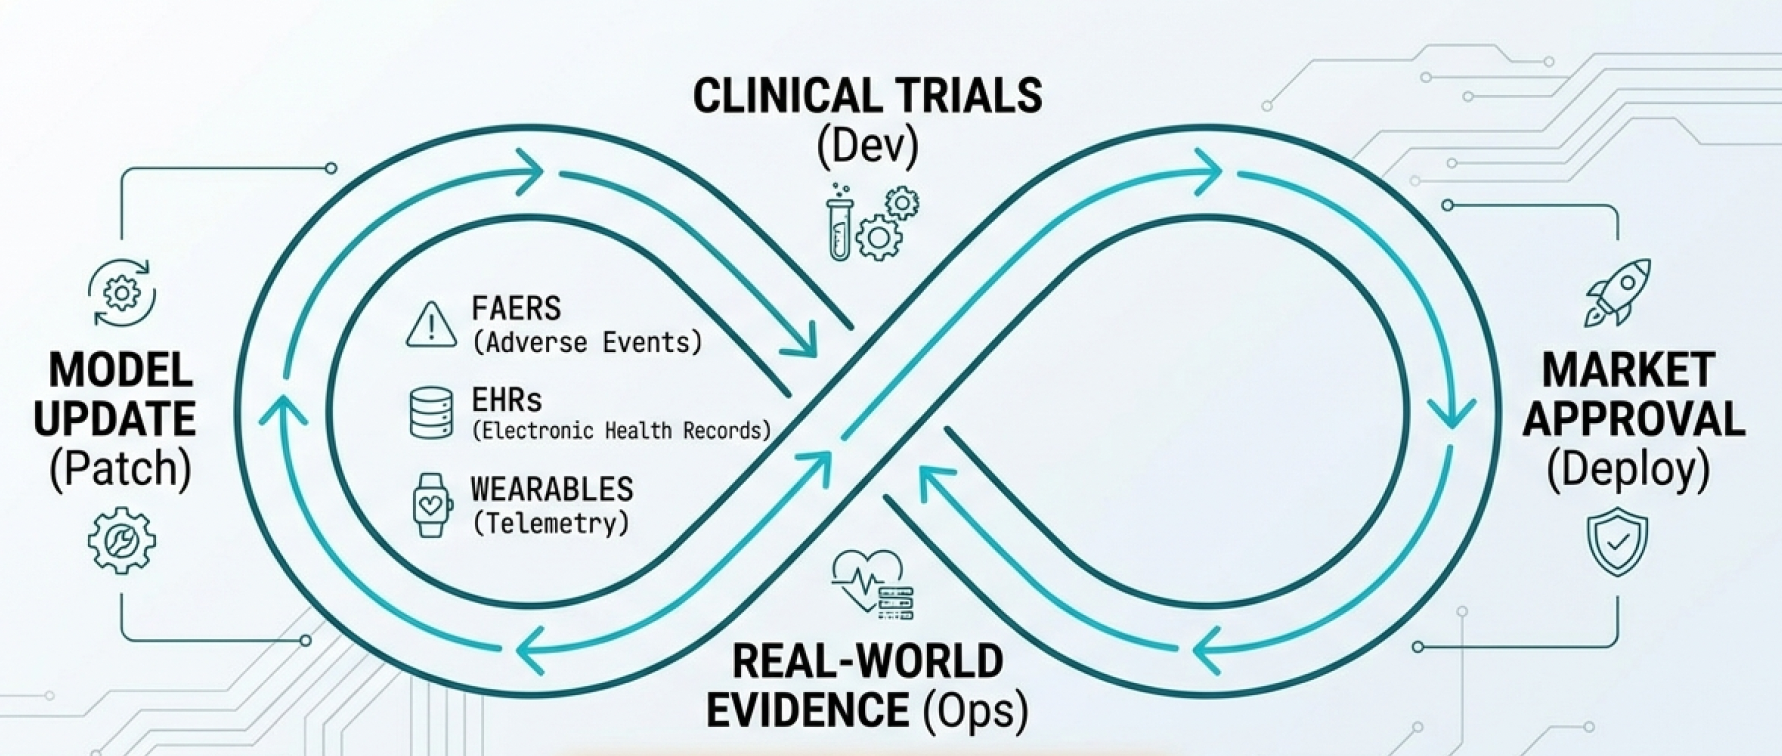 CLINICAL TRIALS
(Dev)
FAERS
(Adverse Events)
EHRs
(Electronic Health Records)
WEARABLES
(Telemetry)
MODEL
UPDATE
(Patch)
MARKET
APPROVAL
(Deploy)
REAL-WORLD
EVIDENCE (Ops)